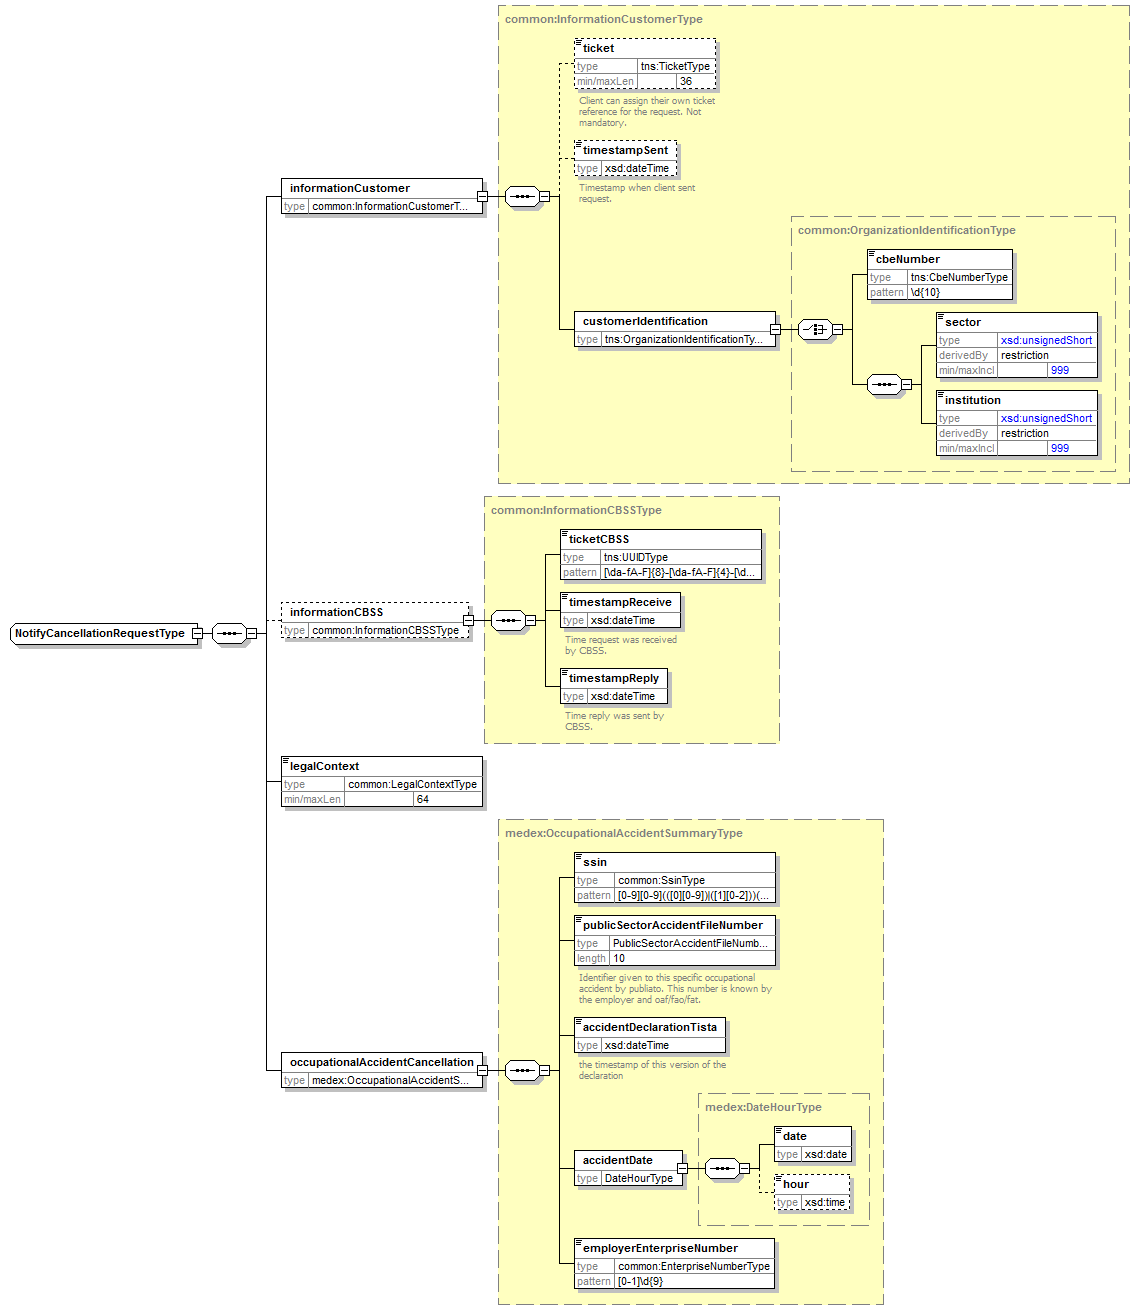 common:InformationCustomerType
ticket
type tns:TicketType
min/maxLen 36
Client can assign their own ticket
reference for the request. Not
mandatory.
timestampSent
type xsd:dateTime
Timestamp when client sent
request.
informationCustomer
type common:InformationCustomerT...
common:OrganizationIdentificationType
cbeNumber
type tns:CbeNumberType
pattern \d{10}
customerIdentification
type tns:OrganizationIdentificationTy...
sector
type xsd:unsignedShort
derivedBy restriction
min/maxIncl 999
institution
type xsd:unsignedShort
derivedBy restriction
min/maxIncl 999
common:InformationCBSSType
ticketCBSS
type tns:UUIDType
pattern [\da-fA-F]{8}-[\da-fA-F]{4}-[\d...
timestampReceive
type xsd:dateTime
Time request was received
by CBSS.
timestampReply
type xsd:dateTime
Time reply was sent by
CBSS.
informationCBSS
type common:InformationCBSSType
NotifyCancellationRequestType
legalContext
type common:LegalContextType
min/maxLen 64
medex:OccupationalAccidentSummaryType
ssin
type common:SsinType
pattern [0-9][0-9](([0][0-9])|([1][0-2]))(...
publicSectorAccidentFileNumber
type PublicSectorAccidentFileNumb...
length 10
Identifier given to this specific occupational
accident by publiato. This number is known by
the employer and oaf/fao/fat.
accidentDeclarationTista
type xsd:dateTime
the timestamp of this version of the
declaration
occupationalAccidentCancellation
type medex:OccupationalAccidentS...
medex:DateHourType
date
type xsd:date
accidentDate
type DateHourType
hour
type xsd:time
employerEnterpriseNumber
type common:EnterpriseNumberType
pattern [0-1]\d{9}